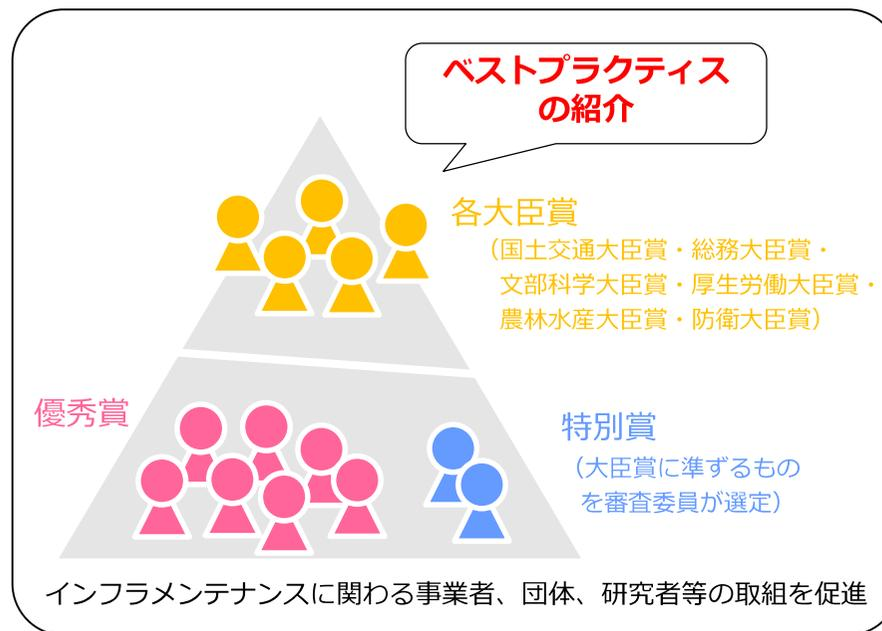 ベストプラクティス
の紹介
各大臣賞
（国土交通大臣賞・総務大臣賞・
文部科学大臣賞・厚生労働大臣賞・
農林水産大臣賞・防衛大臣賞）
優秀賞
特別賞
（大臣賞に準ずるもの
を審査委員が選定）
インフラメンテナンスに関わる事業者、団体、研究者等の取組を促進